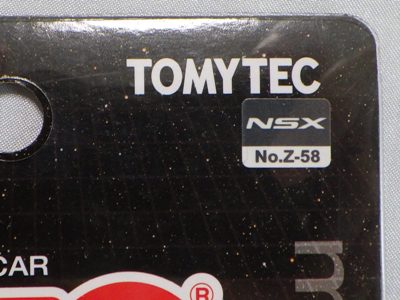 TOMYTEC
NSX
No.Z-58
CAR
®
m